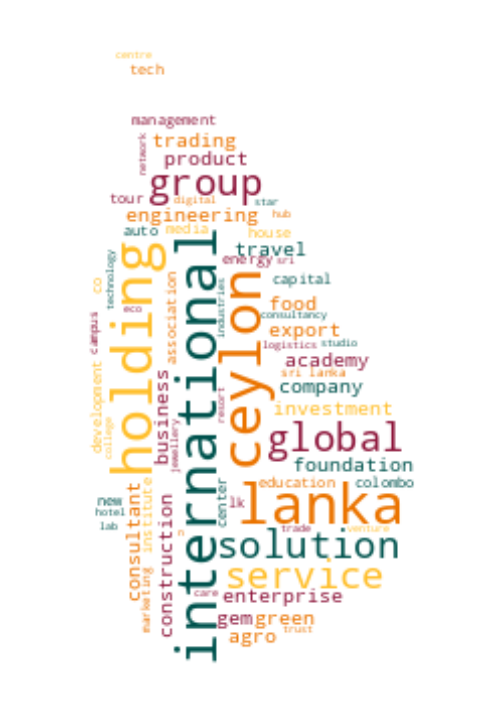 centre
tech
management
network
trading
product
group
tour
digital
star
engineering
hub
auto
media
house
travel
energy
sri
technology
co
holding
international
ceylon
capital
industries
association
eco
food
consultancy
export
campus
logistics
studio
academy
sri lanka
company
development
business
resort
investment
college
jewellery
global
foundation
education
colombo
new
hotel
lab
consultant
institute
construction
center
lk
lanka
trade
venture
solution
a
service
marketing
care
enterprise
gem
green
agro
trust